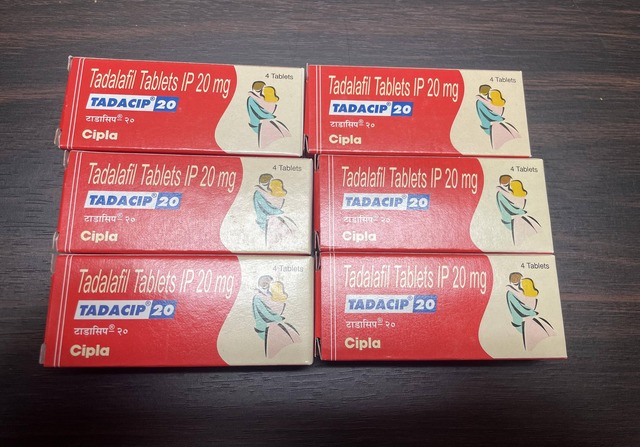 Tadalafil Tablets IP 20 mg
4 Tablets
TADACIP® 20
टाडासिप® २०
Cipla
Tadalafil Tablets IP 20 mg
4 Tablets
TADACIP® 20
टाडासिप® २०
Cipla
Tadalafil Tablets IP 20 mg
4 Tablets
TADACIP® 20
टाडासिप® २०
Cipla
Tadalafil Tablets IP 20 mg
4 Tablets
TADACIP® 20
टाडासिप® २०
Cipla
Tadalafil Tablets IP 20 mg
4 Tablets
TADACIP® 20
टाडासिप® २०
Cipla
Tadalafil Tablets IP 20 mg
4 Tablets
TADACIP® 20
टाडासिप® २०
Cipla